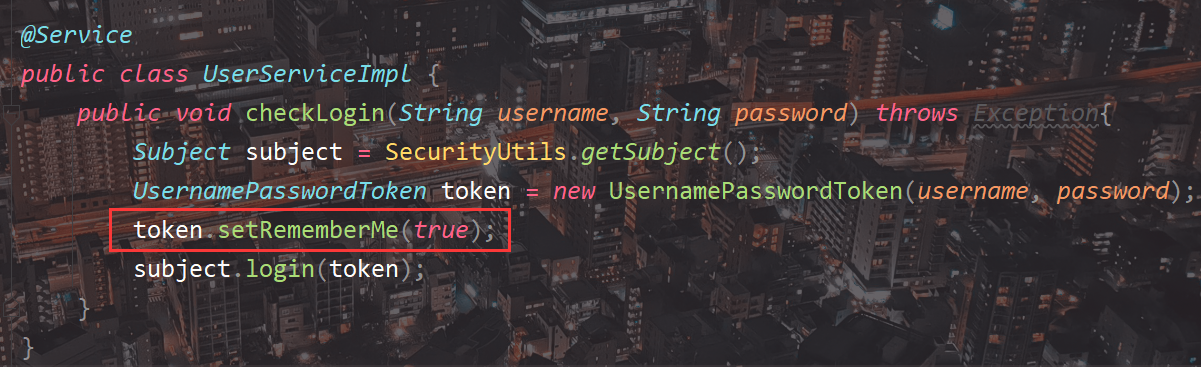 @Service
public class UserServiceImpl {
public void checkLogin(String username, String password) throws Exception{
Subject subject = SecurityUtils.getSubject();
UsernamePasswordToken token = new UsernamePasswordToken(username, password);
token.setRememberMe(true);
subject.login(token);
}
}